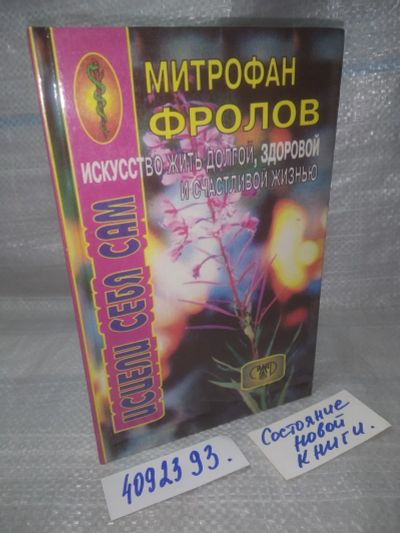 МИТРОФАН
ФРОЛОВ
ИСКУССТВО ЖИТЬ ДОЛГОЙ, ЗДОРОВОЙ
И СЧАСТЛИВОЙ ЖИЗНЬЮ
ИСЦЕЛИ СЕБЯ САМ
4092393.
Состояние
новой
книги.